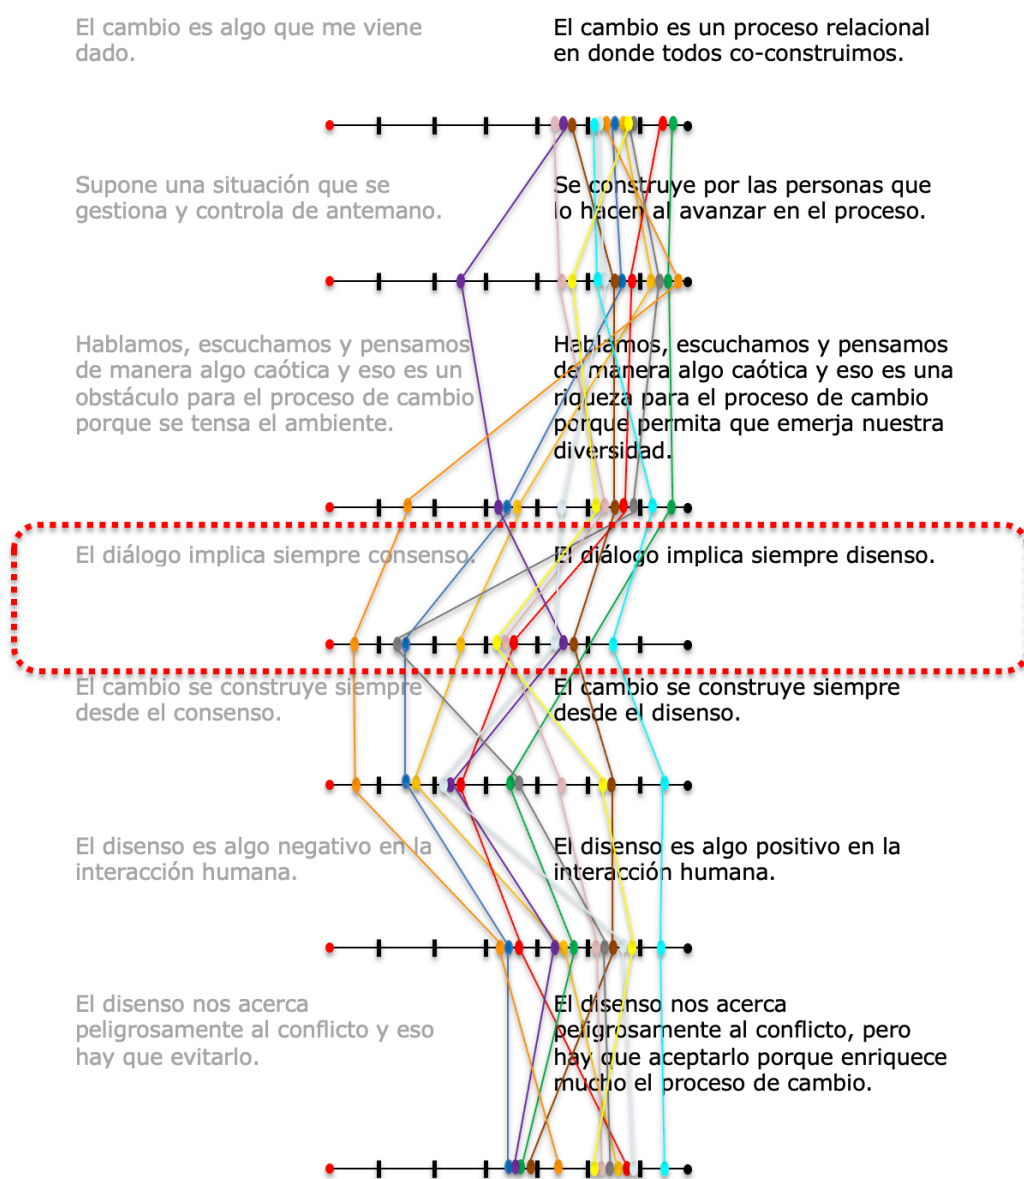 El cambio es algo que me viene
dado.
El cambio es un proceso relacional
en donde todos co-construimos.
Supone una situación que se
gestiona y controla de antemano.
Se construye por las personas que
lo hacen al avanzar en el proceso.
Hablamos, escuchamos y pensamos
de manera algo caótica y eso es un
obstáculo para el proceso de cambio
porque se tensa el ambiente.
Hablamos, escuchamos y pensamos
de manera algo caótica y eso es una
riqueza para el proceso de cambio
porque permita que emerja nuestra
diversidad.
El diálogo implica siempre consenso.
El diálogo implica siempre disenso.
El cambio se construye siempre
desde el consenso.
El cambio se construye siempre
desde el disenso.
El disenso es algo negativo en la
interacción humana.
El disenso es algo positivo en la
interacción humana.
El disenso nos acerca
peligrosamente al conflicto y eso
hay que evitarlo.
El disenso nos acerca
peligrosamente al conflicto, pero
hay que aceptarlo porque enriquece
mucho el proceso de cambio.